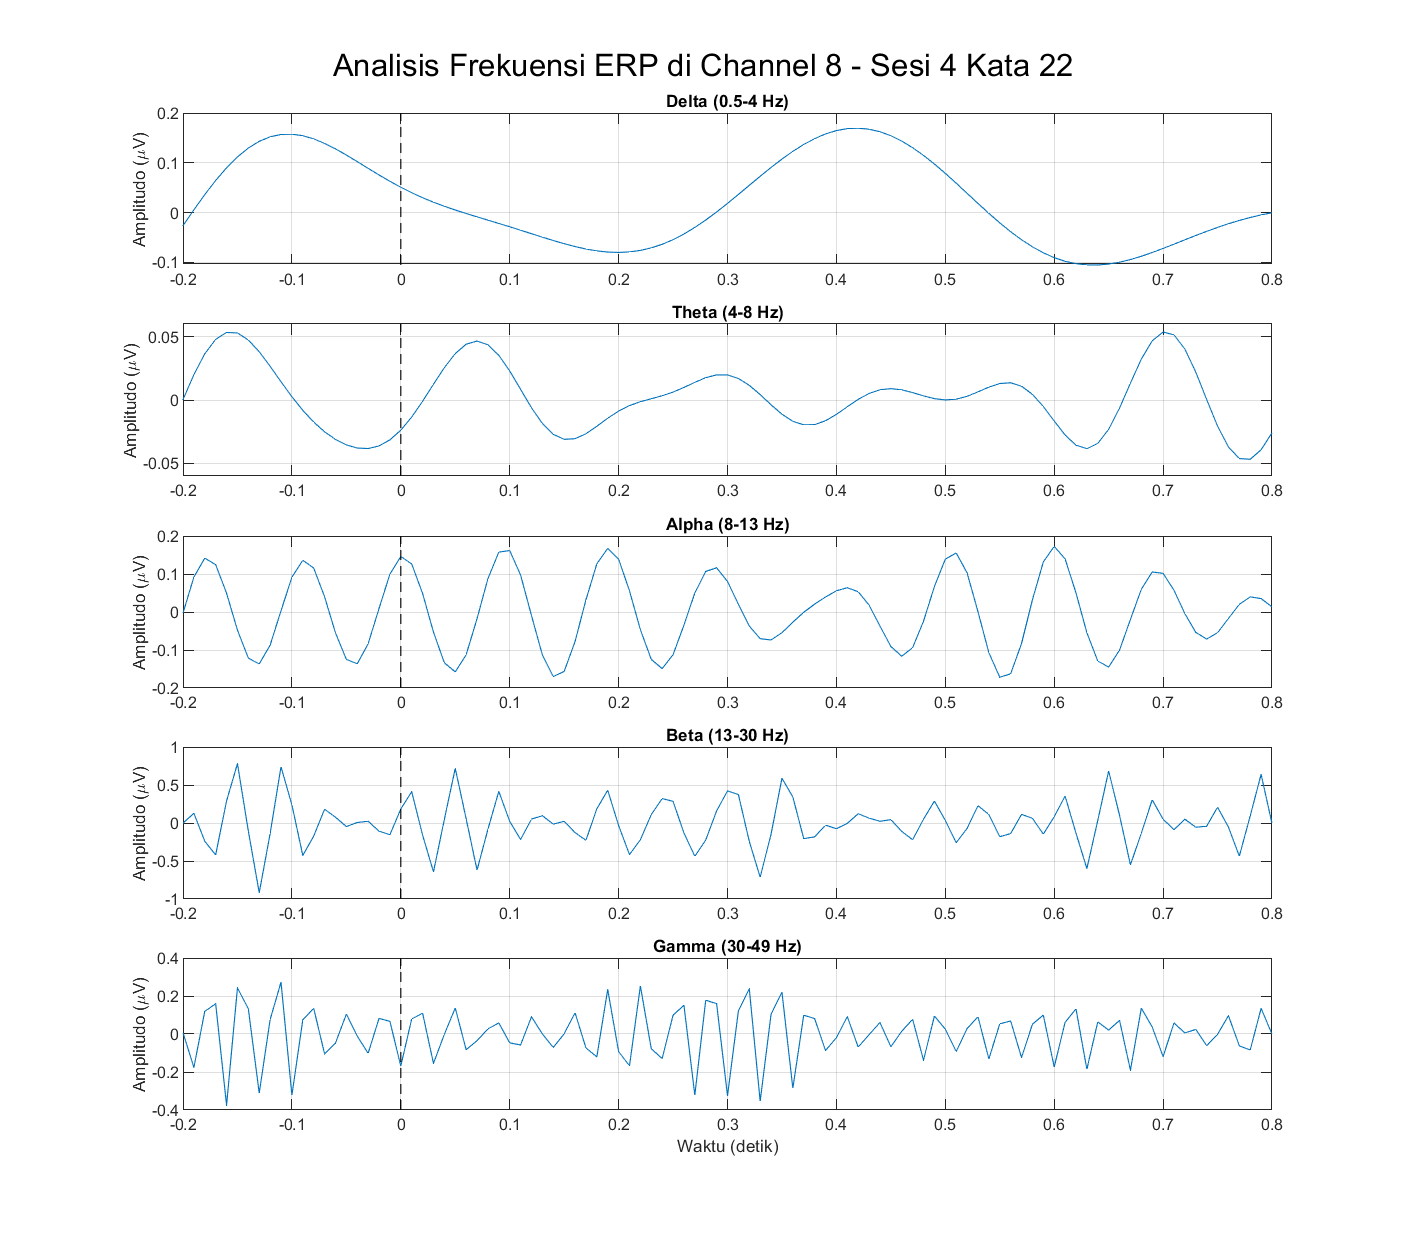 Analisis Frekuensi ERP di Channel 8 - Sesi 4 Kata 22
Delta (0.5-4 Hz)
Amplitudo (μV)
0.2
0.1
0
-0.1
-0.2 -0.1 0 0.1 0.2 0.3 0.4 0.5 0.6 0.7 0.8
Theta (4-8 Hz)
Amplitudo (μV)
0.05
0
-0.05
-0.2 -0.1 0 0.1 0.2 0.3 0.4 0.5 0.6 0.7 0.8
Alpha (8-13 Hz)
Amplitudo (μV)
0.2
0.1
0
-0.1
-0.2
-0.2 -0.1 0 0.1 0.2 0.3 0.4 0.5 0.6 0.7 0.8
Beta (13-30 Hz)
Amplitudo (μV)
1
0.5
0
-0.5
-1
-0.2 -0.1 0 0.1 0.2 0.3 0.4 0.5 0.6 0.7 0.8
Gamma (30-49 Hz)
Amplitudo (μV)
0.4
0.2
0
-0.2
-0.4
-0.2 -0.1 0 0.1 0.2 0.3 0.4 0.5 0.6 0.7 0.8
Waktu (detik)